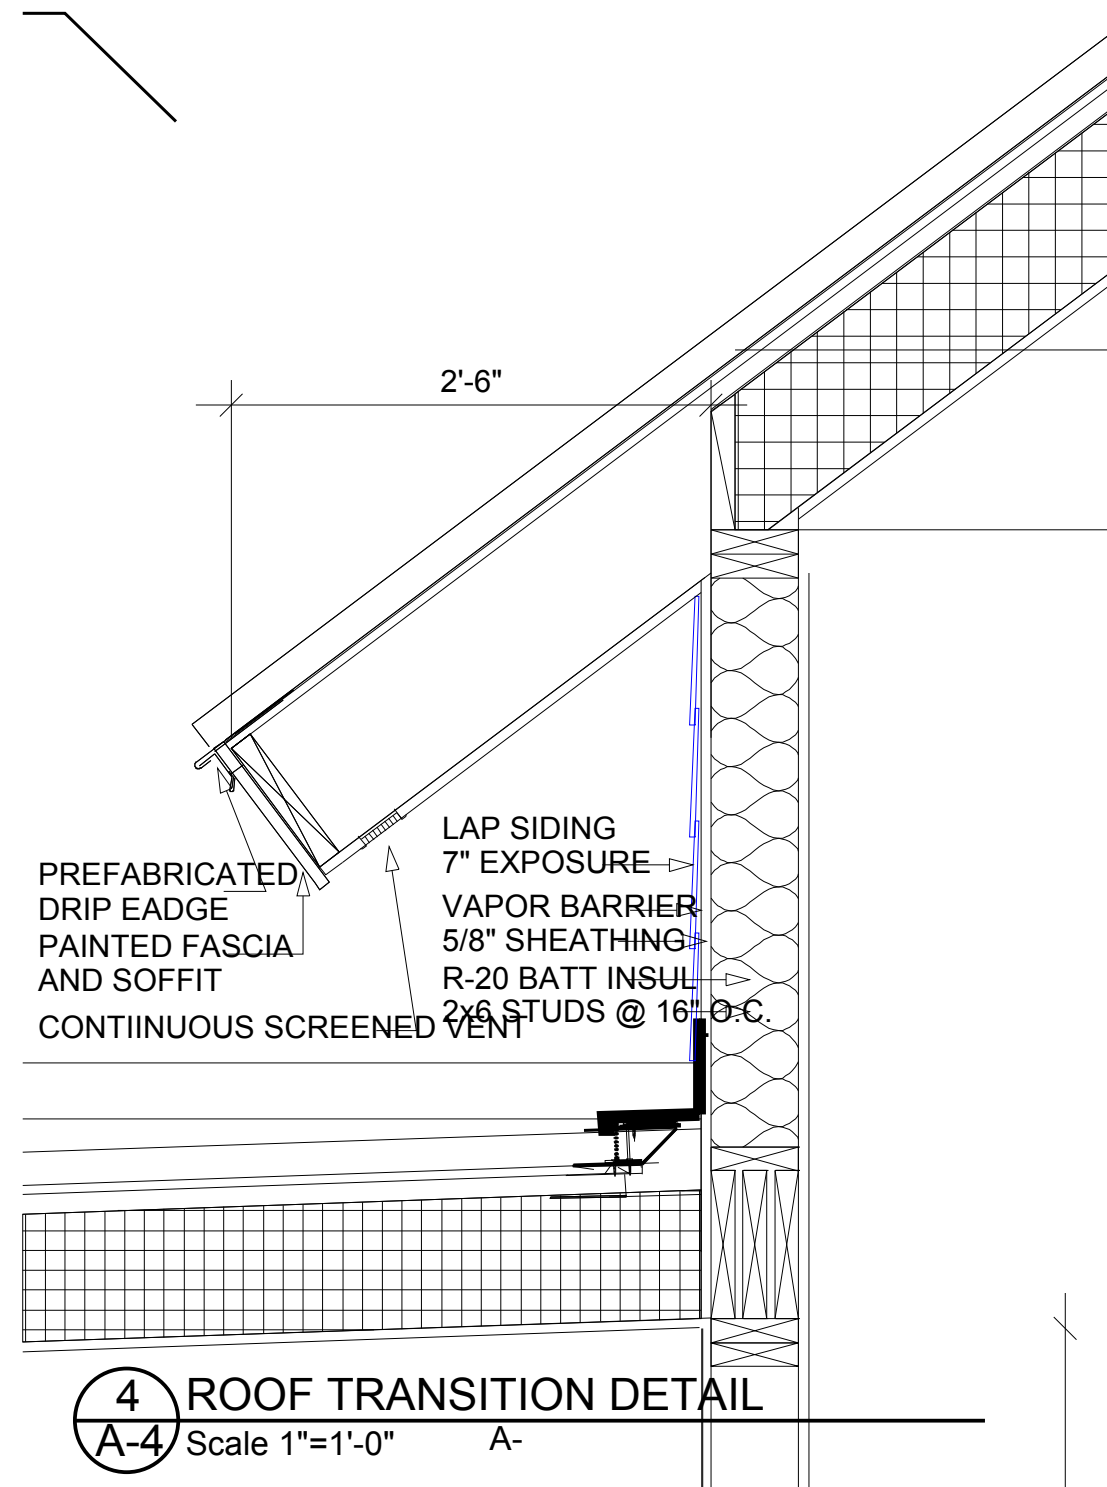 2'-6"
LAP SIDING
7" EXPOSURE
VAPOR BARRIER
5/8" SHEATHING
R-20 BATT INSUL
2x6 STUDS @ 16" O.C.
PREFABRICATED
DRIP EADGE
PAINTED FASCIA
AND SOFFIT
CONTIINUOUS SCREENED VENT
4
A-4
ROOF TRANSITION DETAIL
Scale 1"=1'-0"
A-